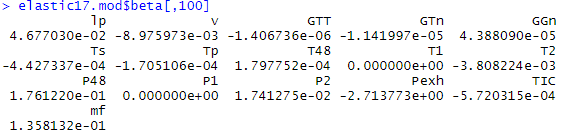 > elastic17.mod$beta[,100]
lp v GTT GTn GGn
4.677030e-02 -8.975973e-03 -1.406736e-06 -1.141997e-05 4.388090e-05
Ts Tp T48 T1 T2
-4.427337e-04 -1.705106e-04 1.797752e-04 0.000000e+00 -3.808224e-03
P48 P1 P2 Pexh TIC
1.761220e-01 0.000000e+00 1.741275e-02 -2.713773e+00 -5.720315e-04
mf
1.358132e-01